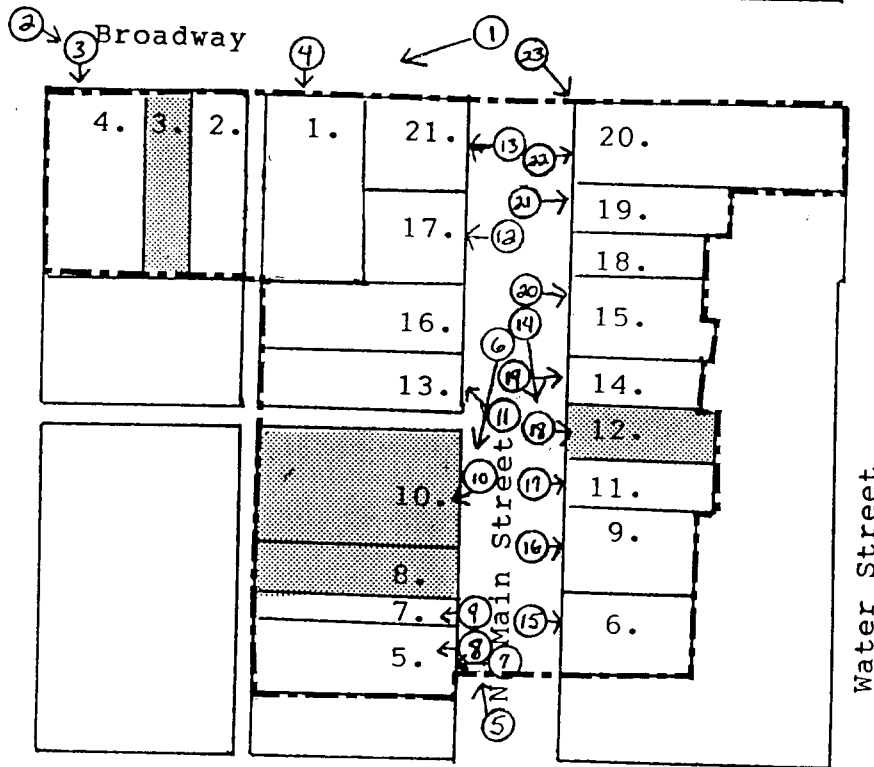 2 1 23
3 Broadway 4
4. 3. 2. 1. 21. 13 22 20.
21 19.
17. 12
18.
20
16. 14 15.
6
13. 19 14.
11 18 12.
10. 10 17 11.
9.
16
8.
7. 9 15 6.
5. 8 7
5
N Main Street
Water Street